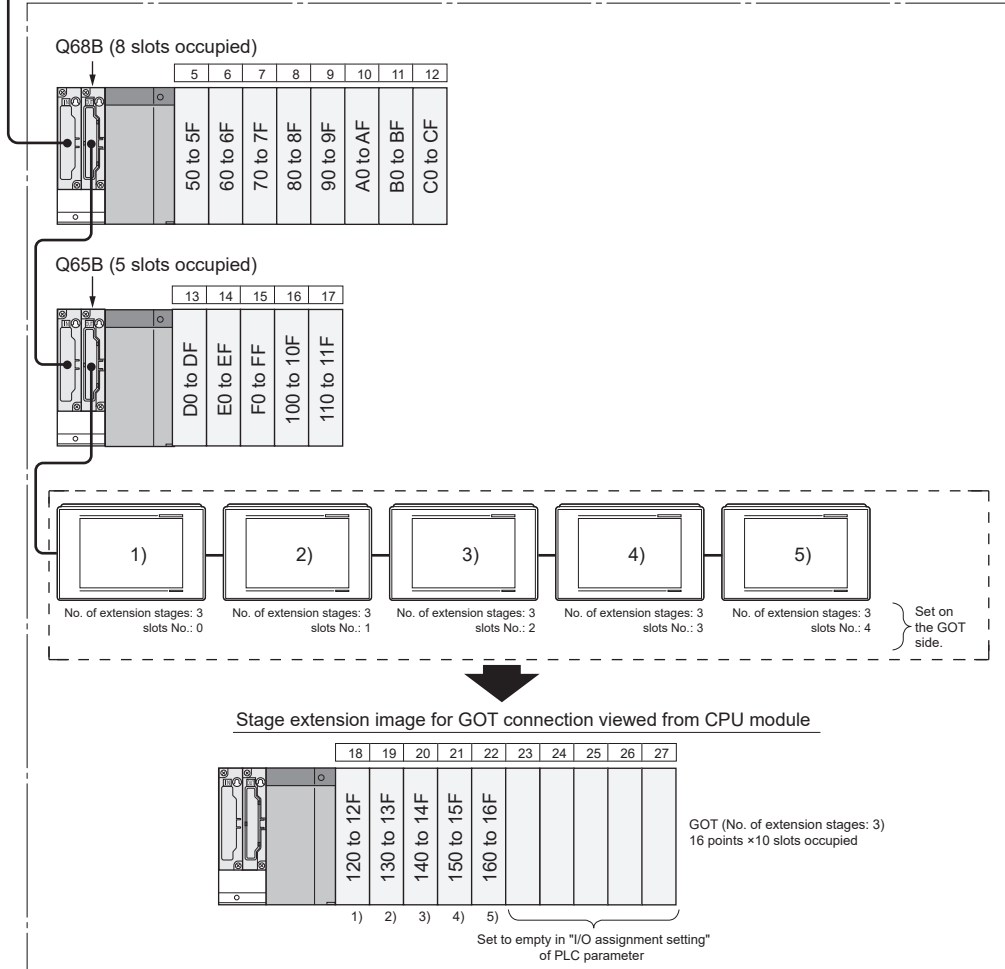 Q68B (8 slots occupied)
5 6 7 8 9 10 11 12
50 to 5F
60 to 6F
70 to 7F
80 to 8F
90 to 9F
A0 to AF
B0 to BF
C0 to CF
Q65B (5 slots occupied)
13 14 15 16 17
D0 to DF
E0 to EF
F0 to FF
100 to 10F
110 to 11F
1) 2) 3) 4) 5)
No. of extension stages: 3
slots No.: 0
No. of extension stages: 3
slots No.: 1
No. of extension stages: 3
slots No.: 2
No. of extension stages: 3
slots No.: 3
No. of extension stages: 3
slots No.: 4
Set on
the GOT
side.
Stage extension image for GOT connection viewed from CPU module
18 19 20 21 22 23 24 25 26 27
120 to 12F
130 to 13F
140 to 14F
150 to 15F
160 to 16F
GOT (No. of extension stages: 3)
16 points ×10 slots occupied
1) 2) 3) 4) 5)
Set to empty in "I/O assignment setting"
of PLC parameter